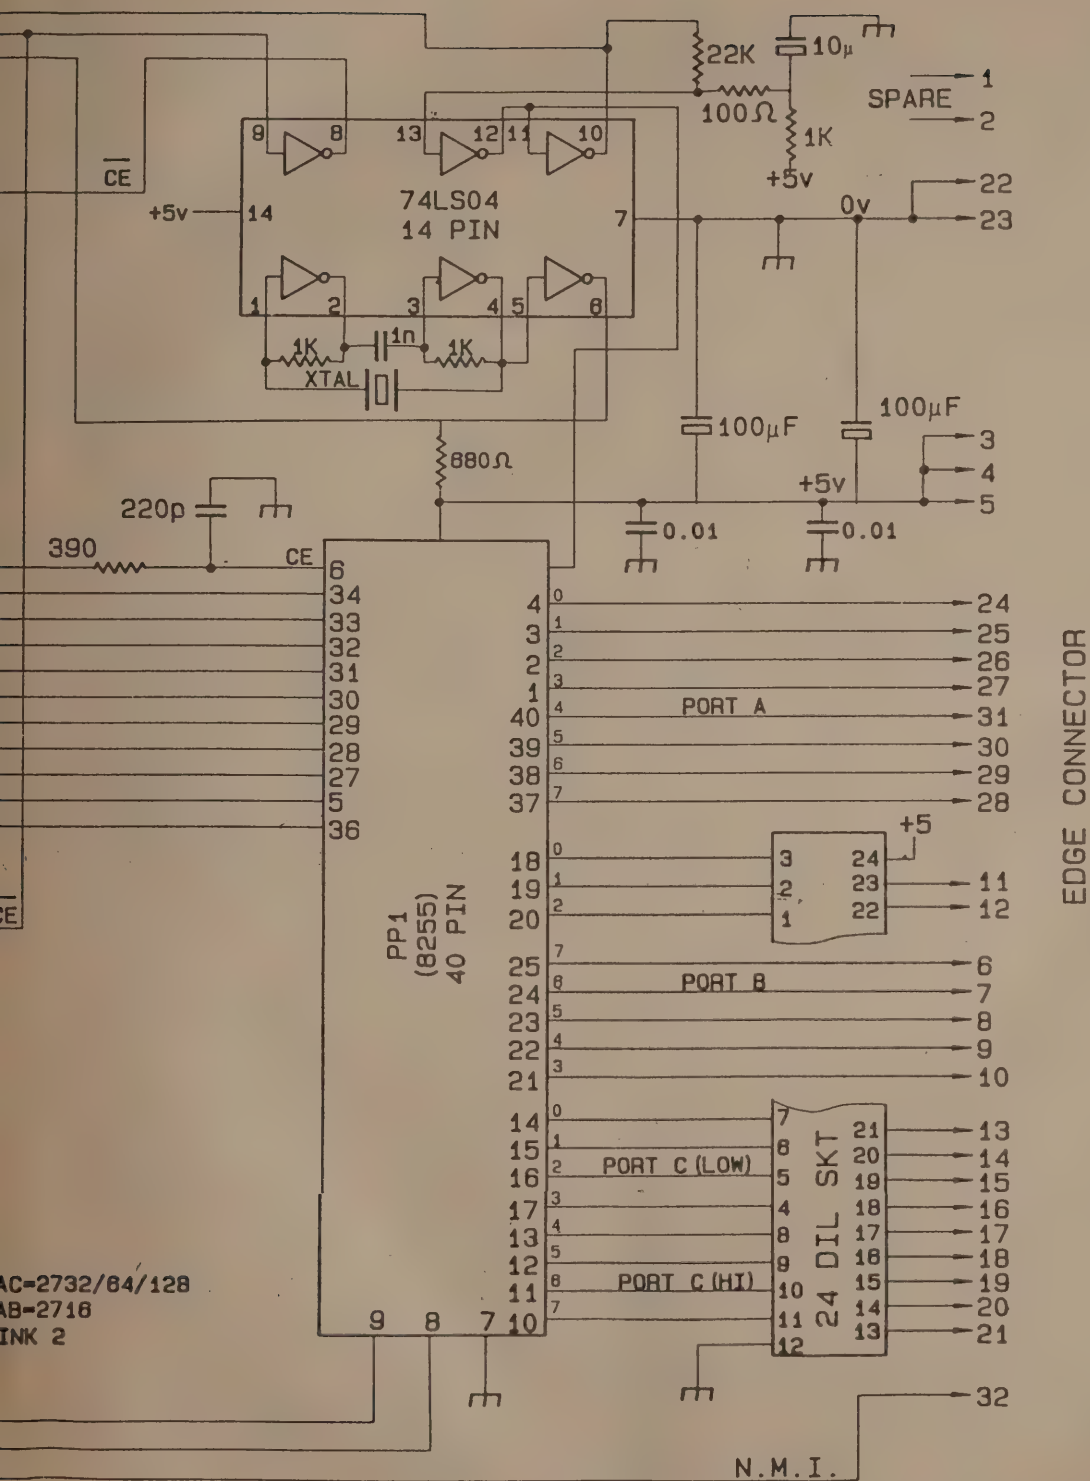 22K
10µ
100Ω
1K
+5v
SPARE
1
2
9
8
13
12
11
10
CE
+5v
14
74LS04
14 PIN
7
0v
22
23
1
2
3
4
5
6
1K
1n
1K
XTAL
100µF
100µF
680Ω
+5v
3
4
5
220p
0.01
0.01
390
CE
6
34
33
32
31
30
29
28
27
5
36
4 0 24
3 1 25
2 2 26
1 3 27
40 4 PORT A 31
39 5 30
38 6 29
37 7 28
+5
18 0 3 24
19 1 2 23 11
20 2 1 22 12
CE
PP1
(8255)
40 PIN
25 7 6
24 6 PORT B 7
23 5 8
22 4 9
21 3 10
14 0 7 21 13
15 1 6 20 14
16 2 PORT C (LOW) 5 19 15
17 3 4 18 16
13 4 8 17 17
12 5 9 16 18
11 6 PORT C (HI) 10 15 19
10 7 11 14 20
12 13 21
24 DIL SKT
EDGE CONNECTOR
AC=2732/64/128
AB=2716
INK 2
9
8
7
32
N.M.I.